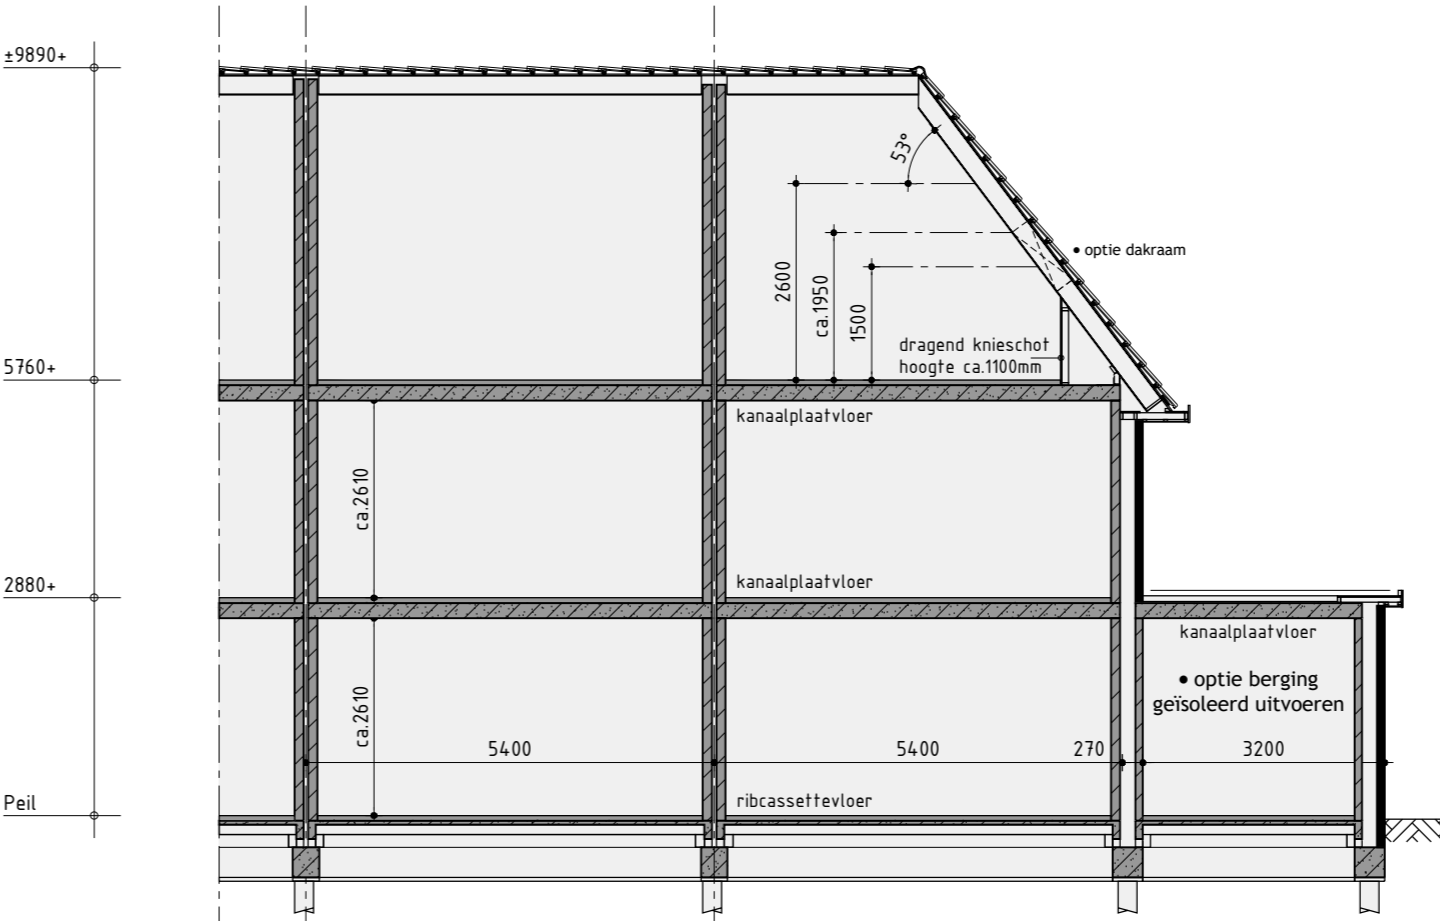 ±9890+
53°
• optie dakraam
2600
ca.1950
1500
dragend knieschot
hoogte ca.1100mm
5760+
kanaalplaatvloer
ca.2610
kanaalplaatvloer
2880+
kanaalplaatvloer
• optie berging
geïsoleerd uitvoeren
ca.2610
5400
5400
270
3200
Peil
ribcassettevloer